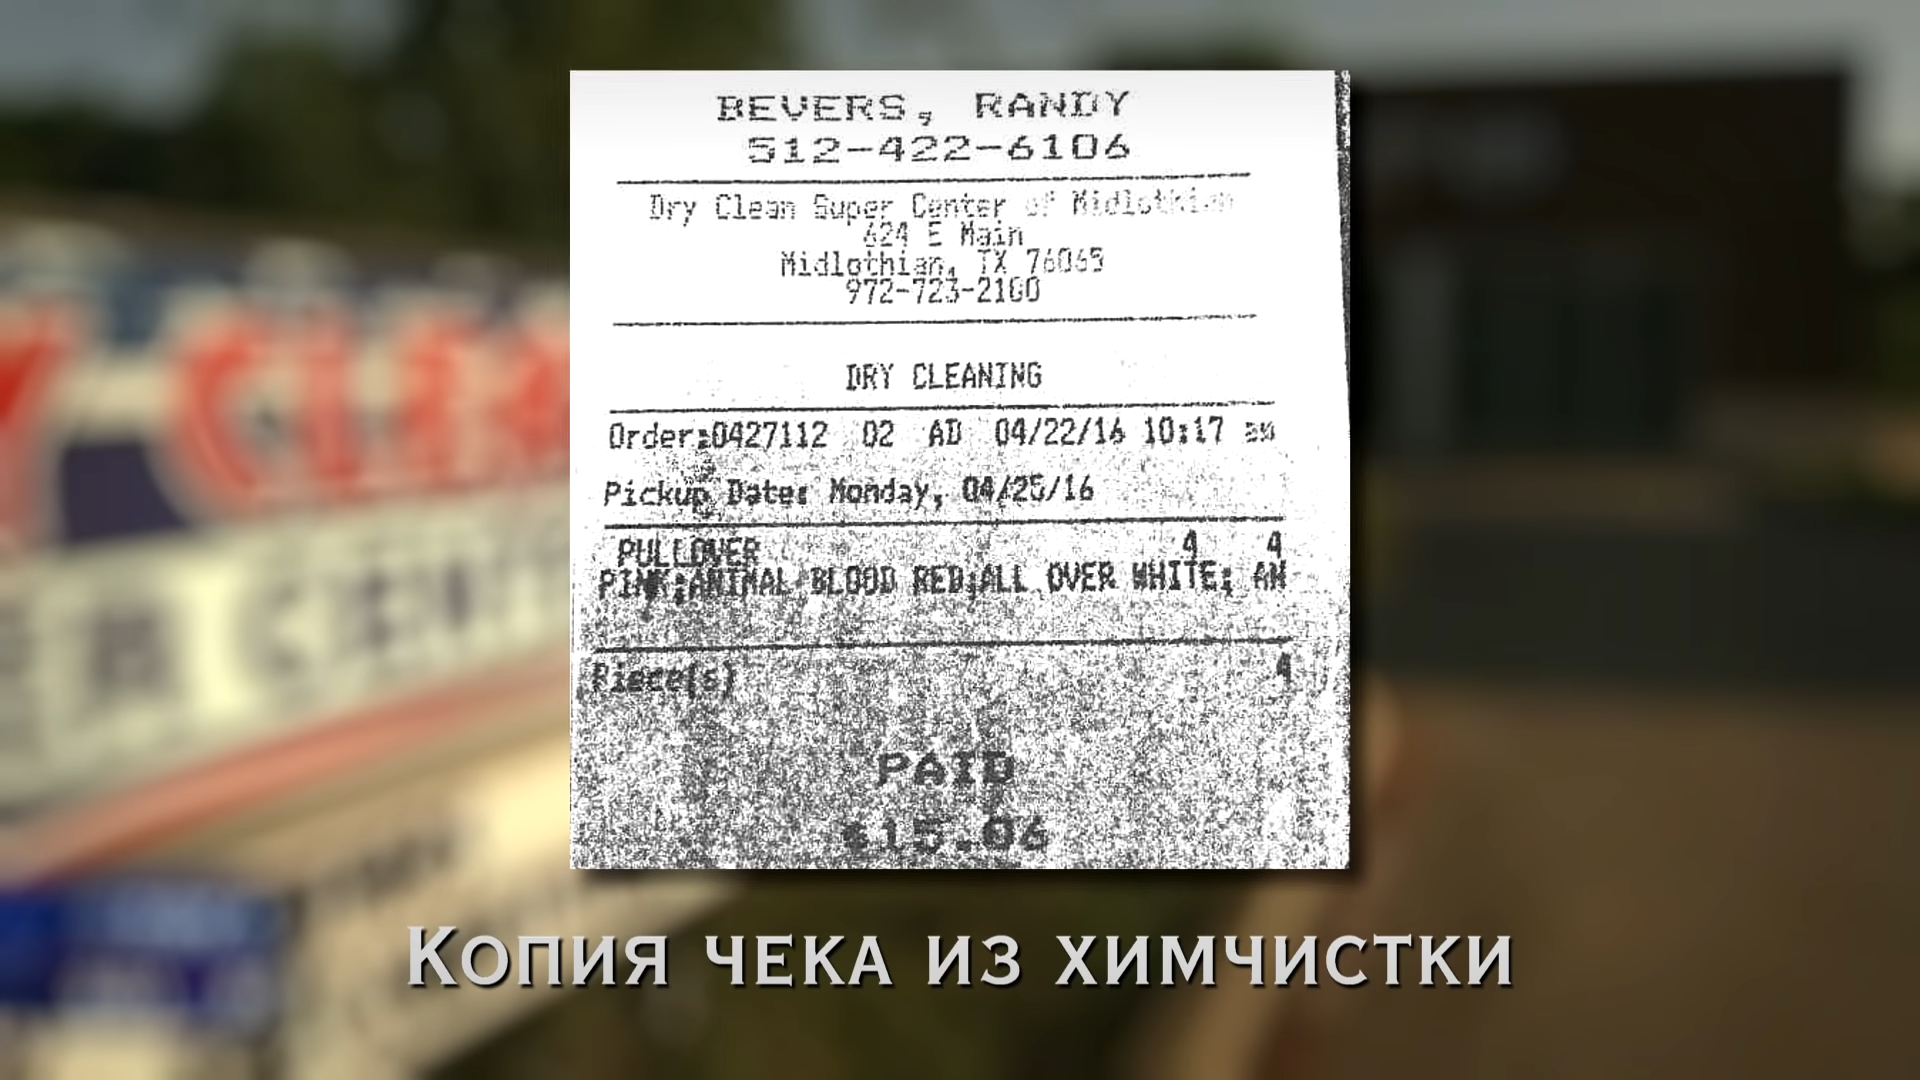 BEVERS, RANDY
512-422-6106
Dry Clean Super Center of Midlothian
624 E Main
Midlothian, TX 76065
972-723-2100
DRY CLEANING
Order:0427112 02 AD 04/22/16 10:17 am
Pickup Date: Monday, 04/25/16
PULLOVER 4 4
PINK;ANIMAL BLOOD RED;ALL OVER WHITE; AN
Piece(s) 4
PAID
$15.06
Копия чека из химчистки